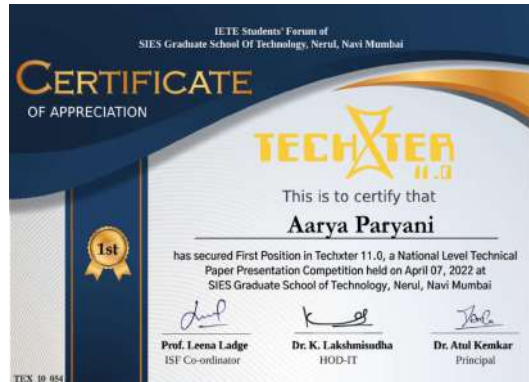 IETE Students' Forum of
SIES Graduate School Of Technology, Nerul, Navi Mumbai
CERTIFICATE
OF APPRECIATION
TECHXTER
11.0
This is to certify that
Aarya Paryani
1st
has secured First Position in Techxter 11.0, a National Level Technical
Paper Presentation Competition held on April 07, 2022 at
SIES Graduate School of Technology, Nerul, Navi Mumbai
Prof. Leena Ladge
ISF Co-ordinator
Dr. K. Lakshmisudha
HOD-IT
Dr. Atul Kemkar
Principal
TEX_10_054